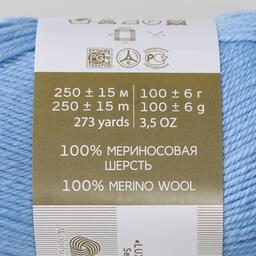 250 ± 15 м 100 ± 6 г
250 ± 15 m 100 ± 6 g
273 yards 3,5 OZ
100% МЕРИНОСОВАЯ
ШЕРСТЬ
100% MERINO WOOL